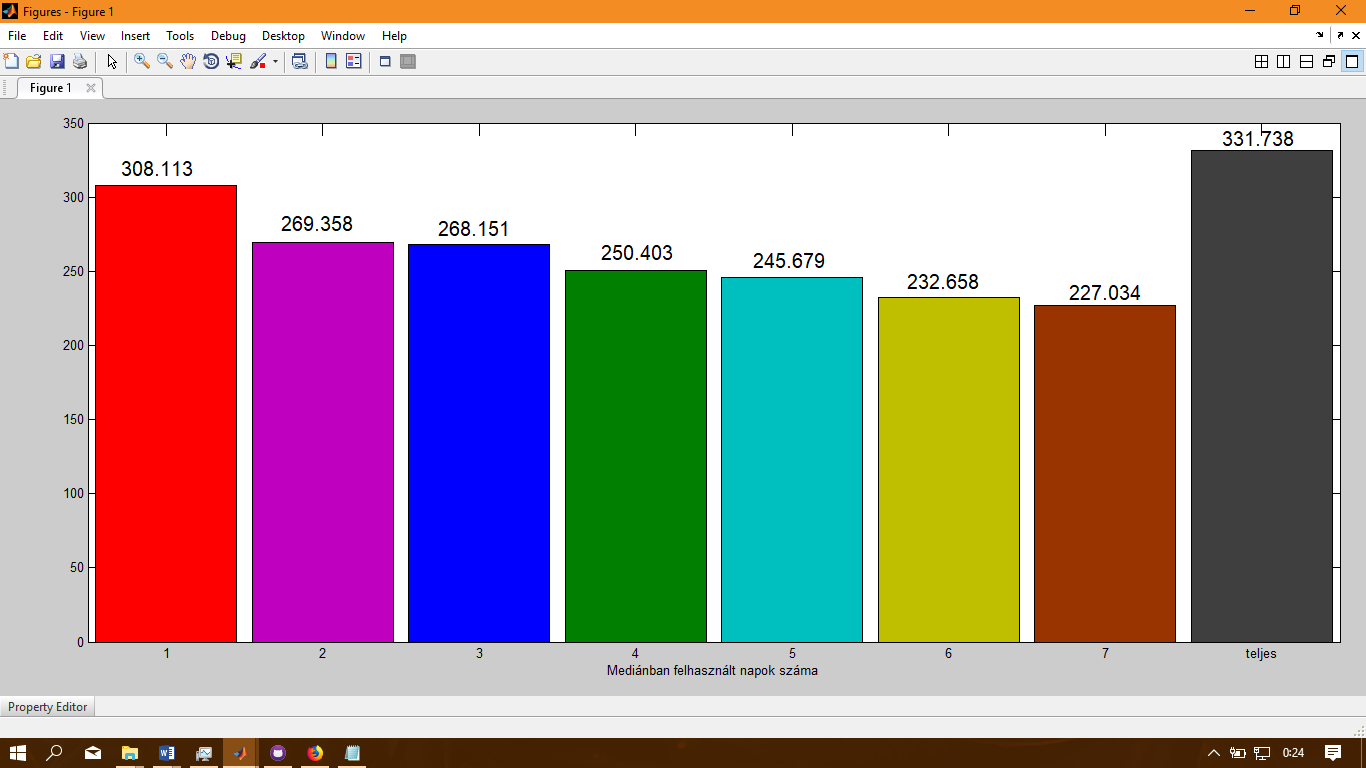 Figures - Figure 1
File Edit View Insert Tools Debug Desktop Window Help
Figure 1
350
300
250
200
150
100
50
0
308.113
269.358
268.151
250.403
245.679
232.658
227.034
331.738
1 2 3 4 5 6 7 teljes
Mediánban felhasznált napok száma
Property Editor
0:24